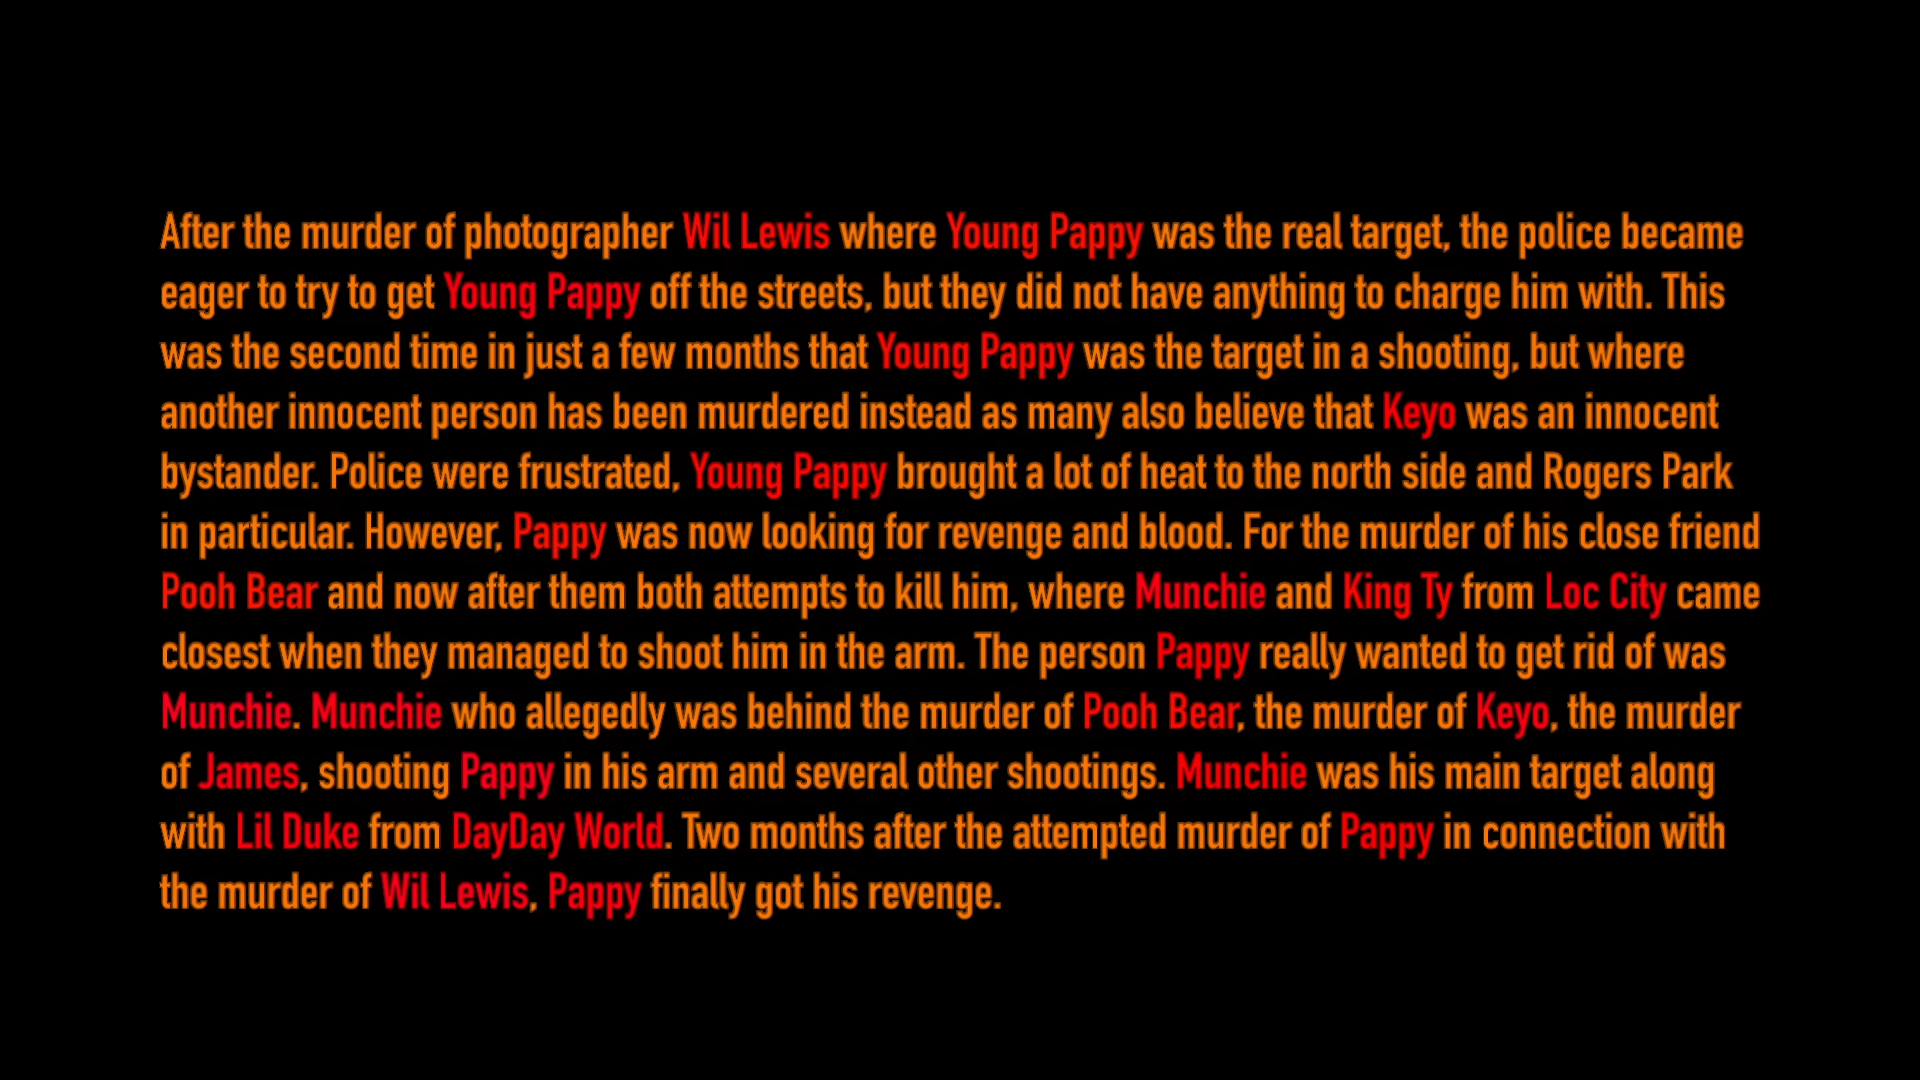 After the murder of photographer Wil Lewis where Young Pappy was the real target, the police became
eager to try to get Young Pappy off the streets, but they did not have anything to charge him with. This
was the second time in just a few months that Young Pappy was the target in a shooting, but where
another innocent person has been murdered instead as many also believe that Keyo was an innocent
bystander. Police were frustrated, Young Pappy brought a lot of heat to the north side and Rogers Park
in particular. However, Pappy was now looking for revenge and blood. For the murder of his close friend
Pooh Bear and now after them both attempts to kill him, where Munchie and King Ty from Loc City came
closest when they managed to shoot him in the arm. The person Pappy really wanted to get rid of was
Munchie. Munchie who allegedly was behind the murder of Pooh Bear, the murder of Keyo, the murder
of James, shooting Pappy in his arm and several other shootings. Munchie was his main target along
with Lil Duke from DayDay World. Two months after the attempted murder of Pappy in connection with
the murder of Wil Lewis, Pappy finally got his revenge.